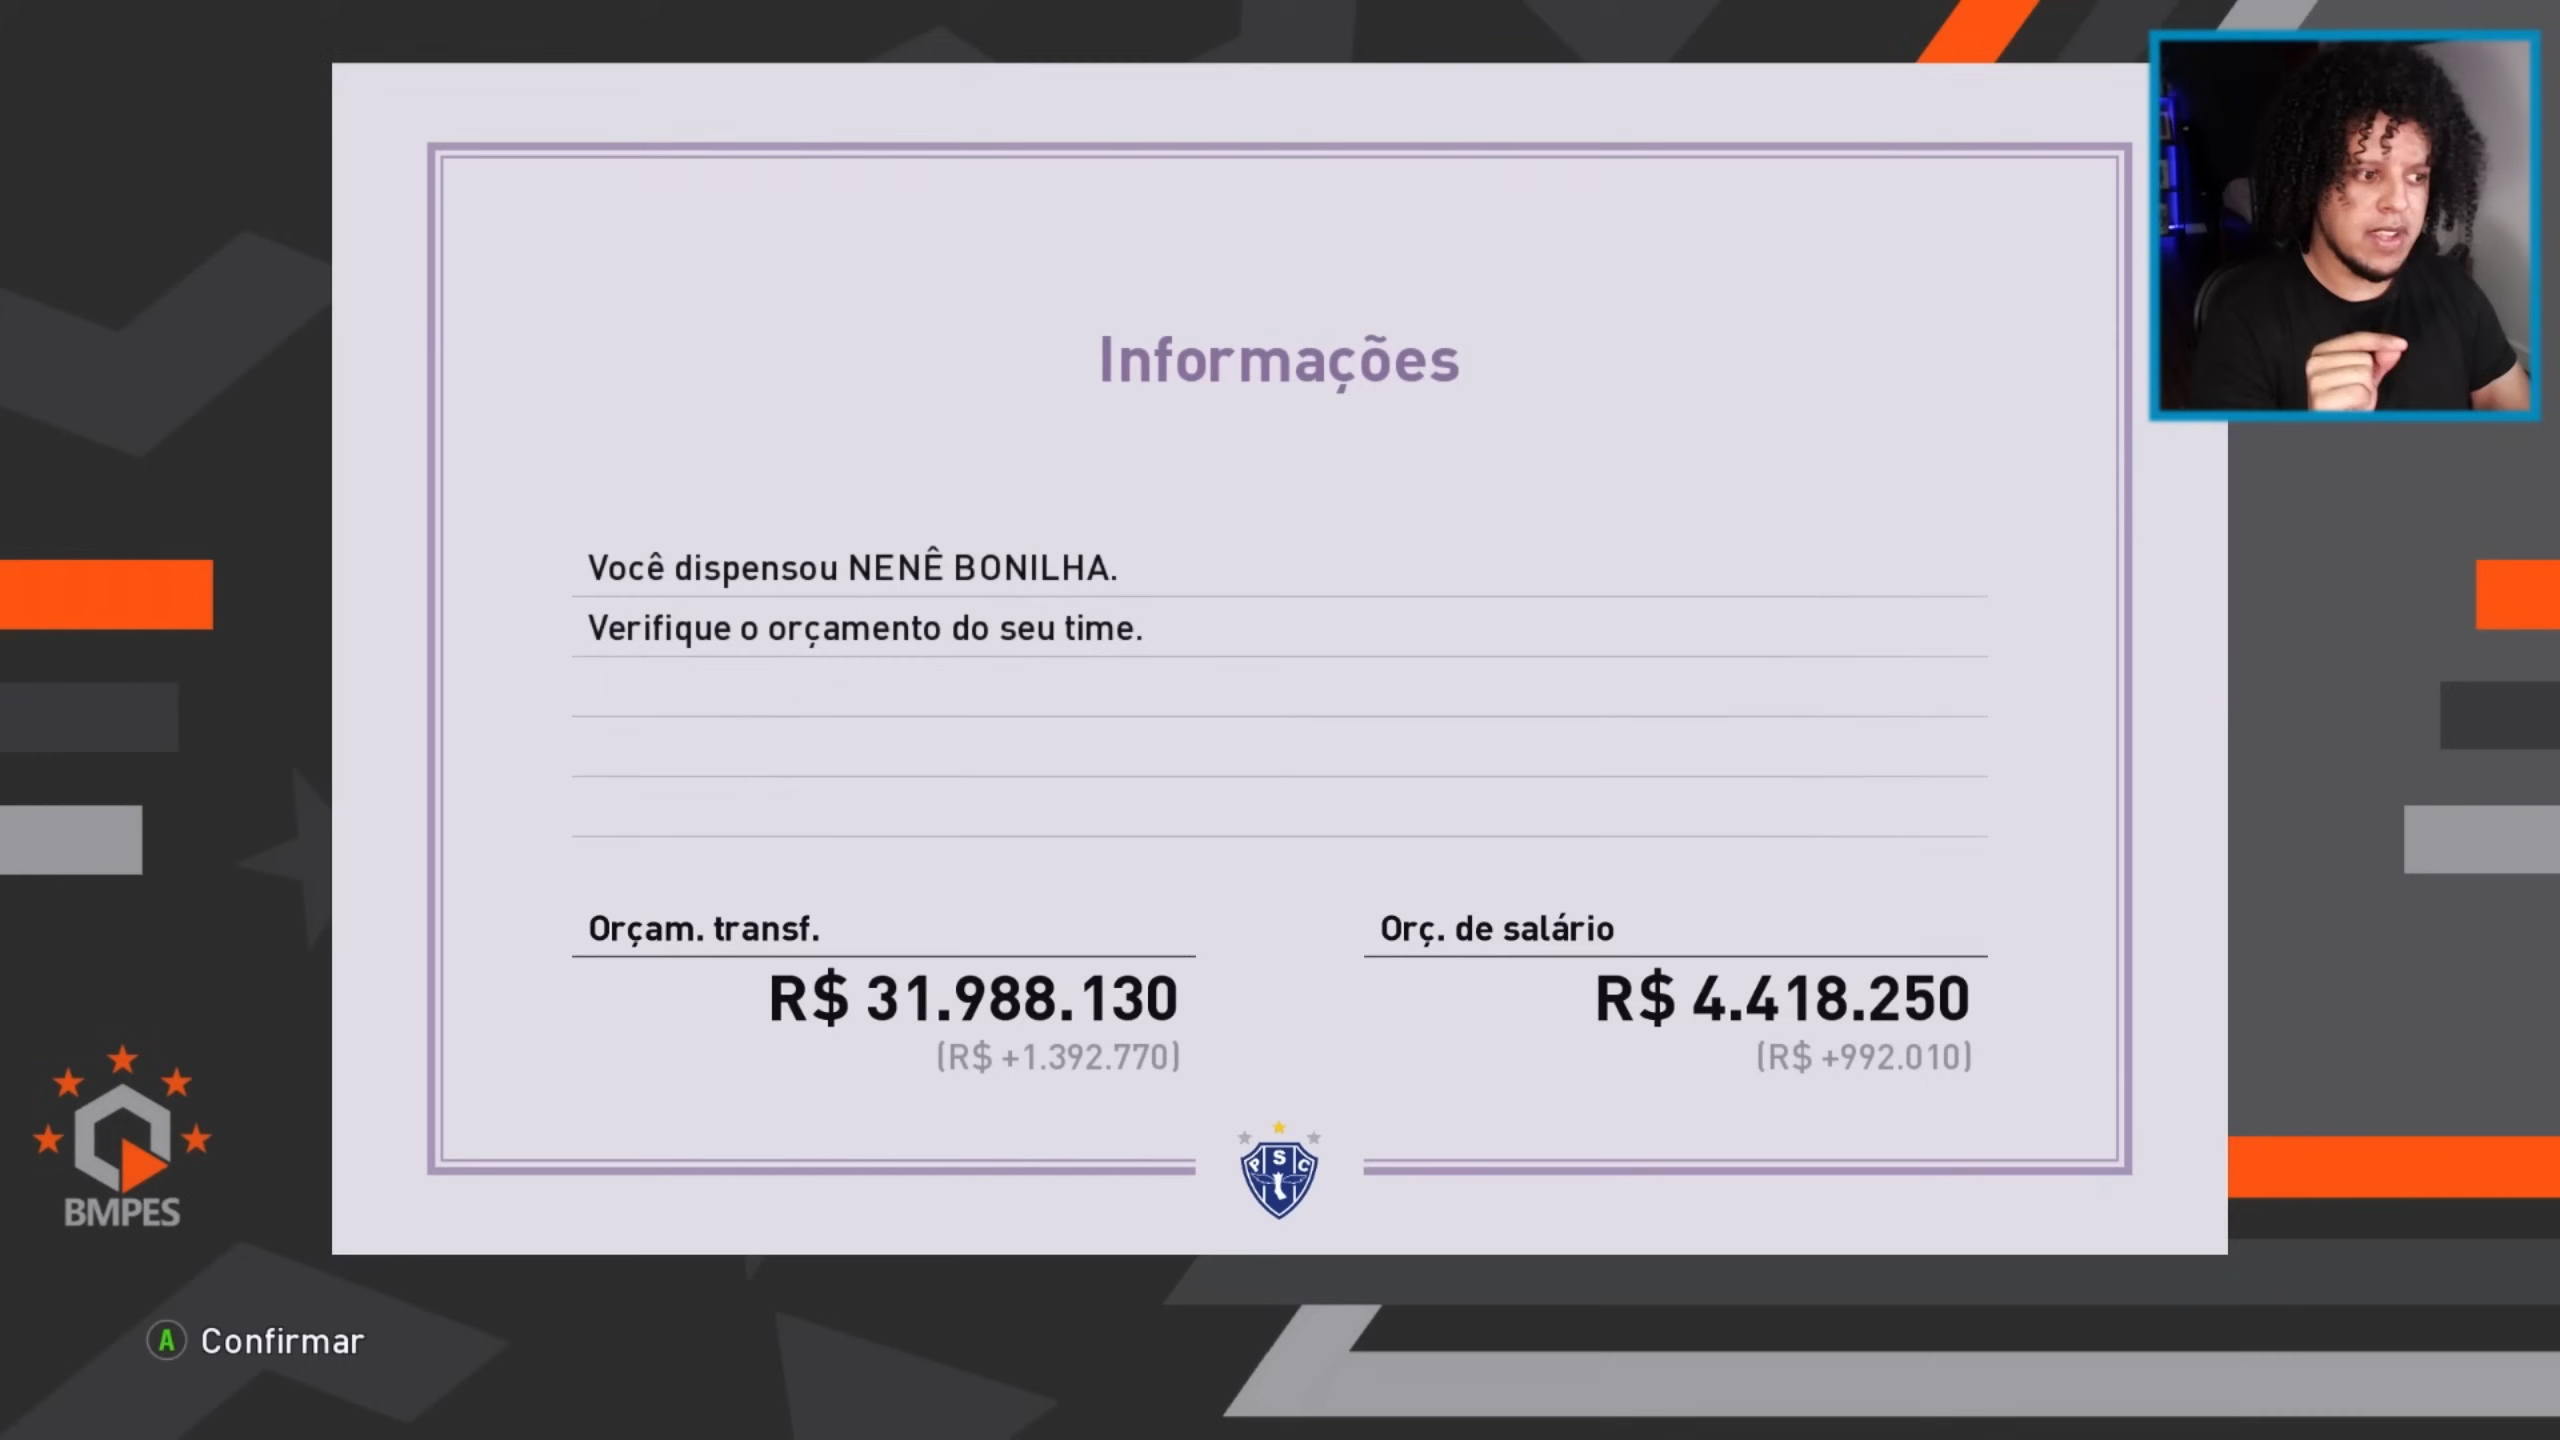 Informações
Você dispensou NENÊ BONILHA.
Verifique o orçamento do seu time.
Orçam. transf.
R$ 31.988.130
(R$ +1.392.770)
Orç. de salário
R$ 4.418.250
(R$ +992.010)
PSC
BMPES
A Confirmar